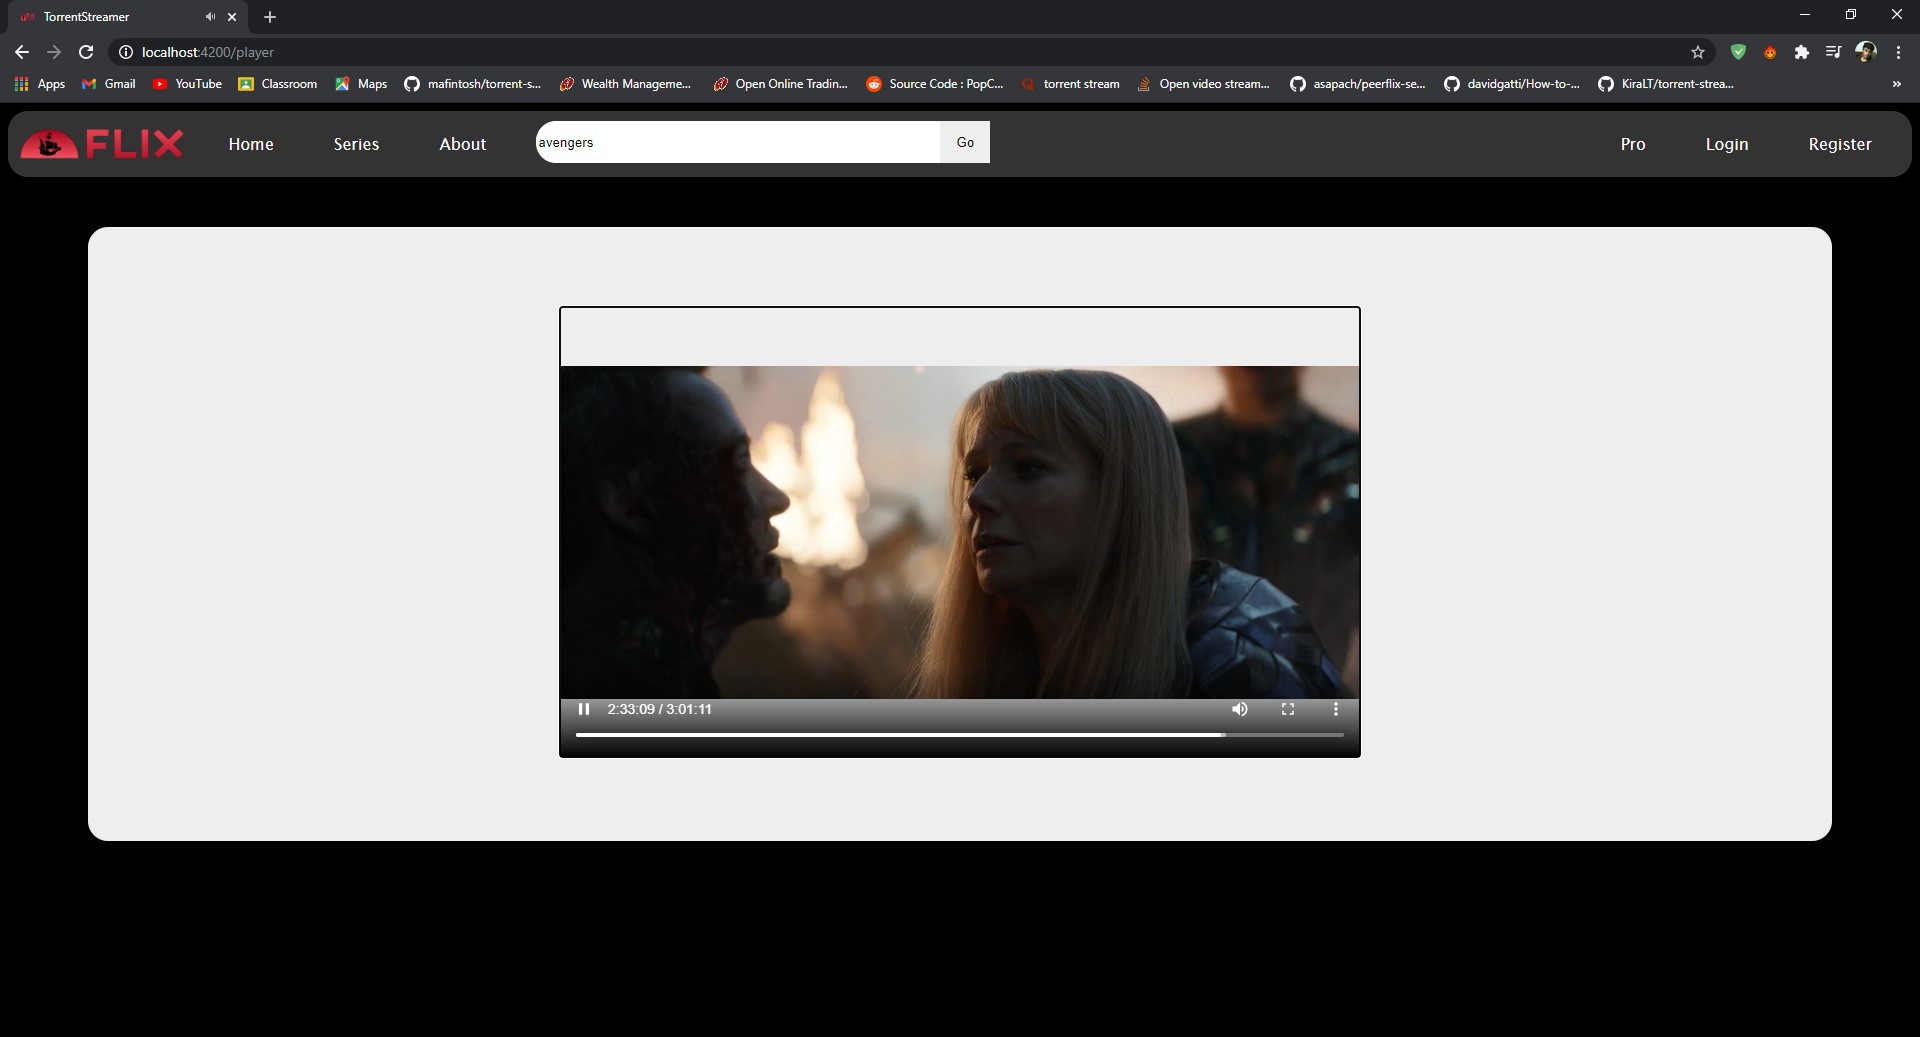 TorrentStreamer
localhost:4200/player
Apps Gmail YouTube Classroom Maps mafintosh/torrent-s... Wealth Manageme... Open Online Tradin... Source Code : PopC... torrent stream Open video stream... asapach/peerflix-se... davidgatti/How-to-... KiraLT/torrent-strea... »
FLIX Home Series About avengers Go Pro Login Register
2:33:09 / 3:01:11